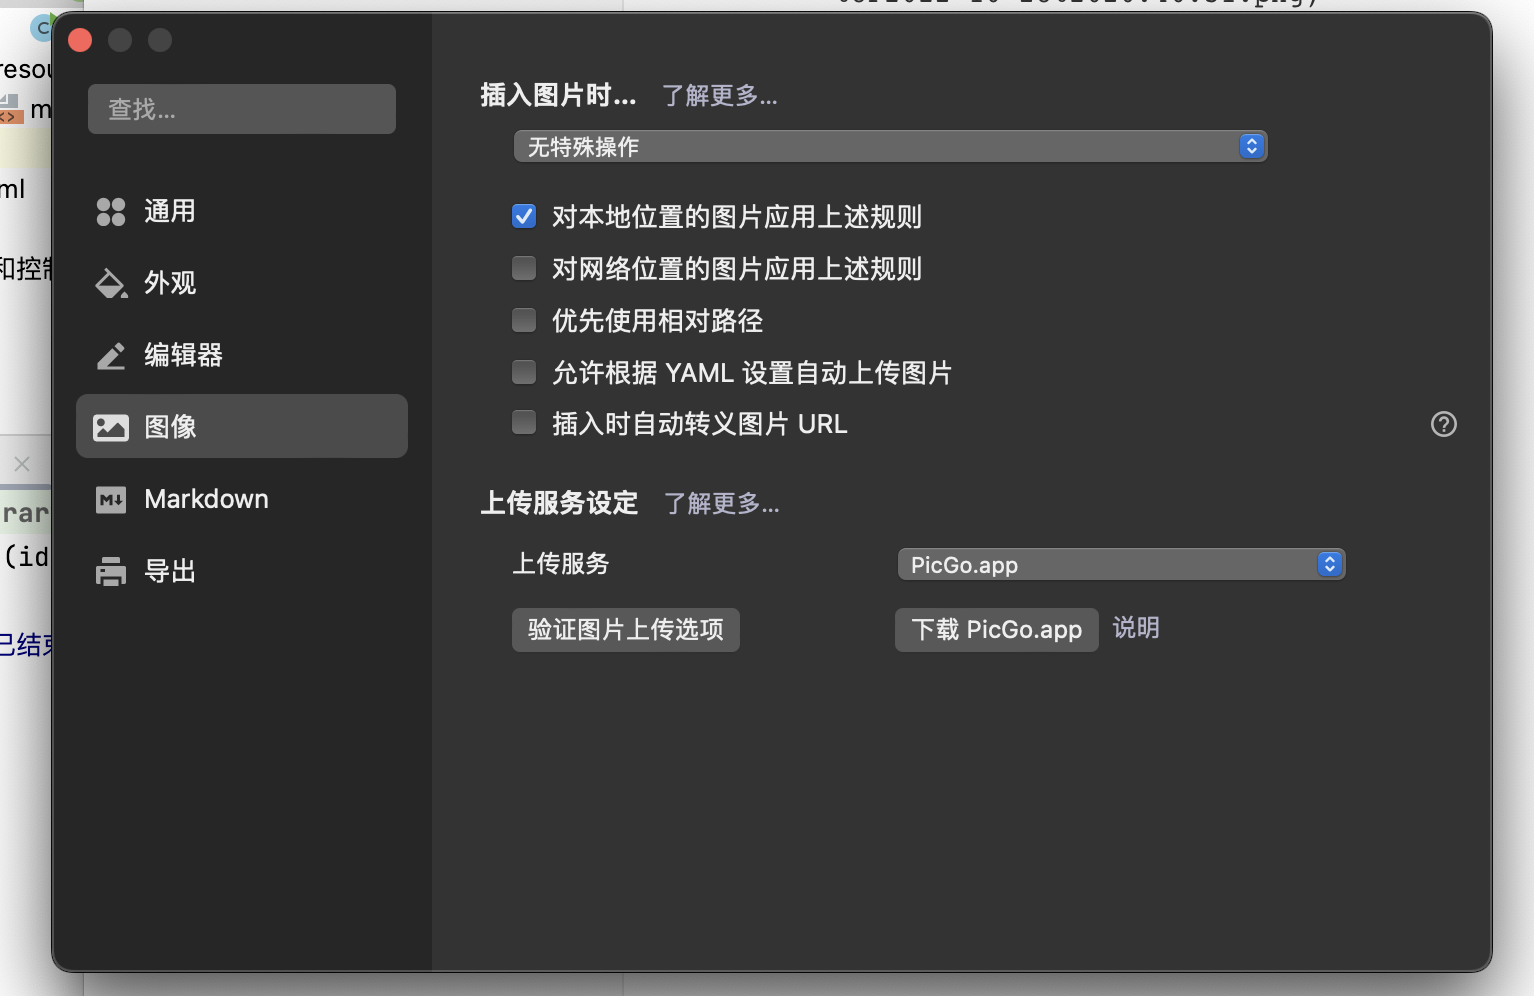 查找...
通用
外观
编辑器
图像
Markdown
导出
插入图片时... 了解更多...
无特殊操作
对本地位置的图片应用上述规则
对网络位置的图片应用上述规则
优先使用相对路径
允许根据 YAML 设置自动上传图片
插入时自动转义图片 URL
上传服务设定 了解更多...
上传服务 PicGo.app
验证图片上传选项 下载 PicGo.app 说明
ml
rar
(id